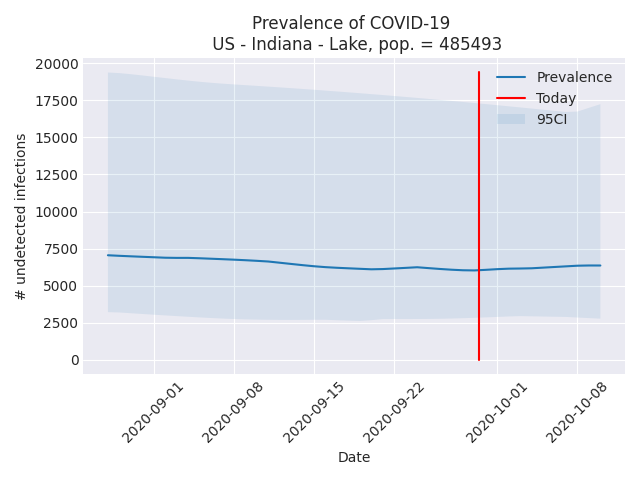 Prevalence of COVID-19
US - Indiana - Lake, pop. = 485493
Prevalence
Today
95CI
# undetected infections
20000
17500
15000
12500
10000
7500
5000
2500
0
2020-09-01
2020-09-08
2020-09-15
2020-09-22
2020-10-01
2020-10-08
Date